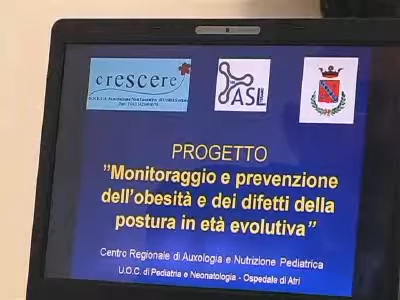 crescere
ASL
PROGETTO
"Monitoraggio e prevenzione
dell'obesità e dei difetti della
postura in età evolutiva"
Centro Regionale di Auxologia e Nutrizione Pediatrica
U.O.C. di Pediatria e Neonatologia - Ospedale di Atri